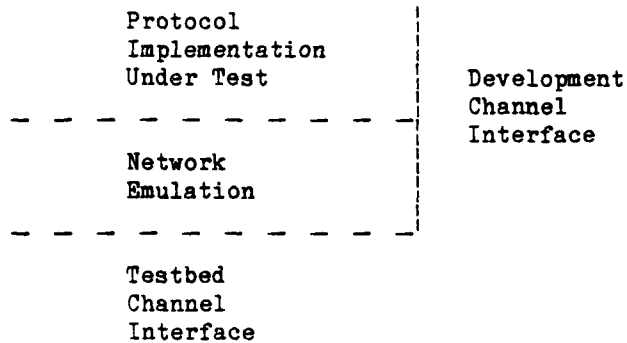 Protocol
Implementation
Under Test
Development
Channel
Interface
Network
Emulation
Testbed
Channel
Interface